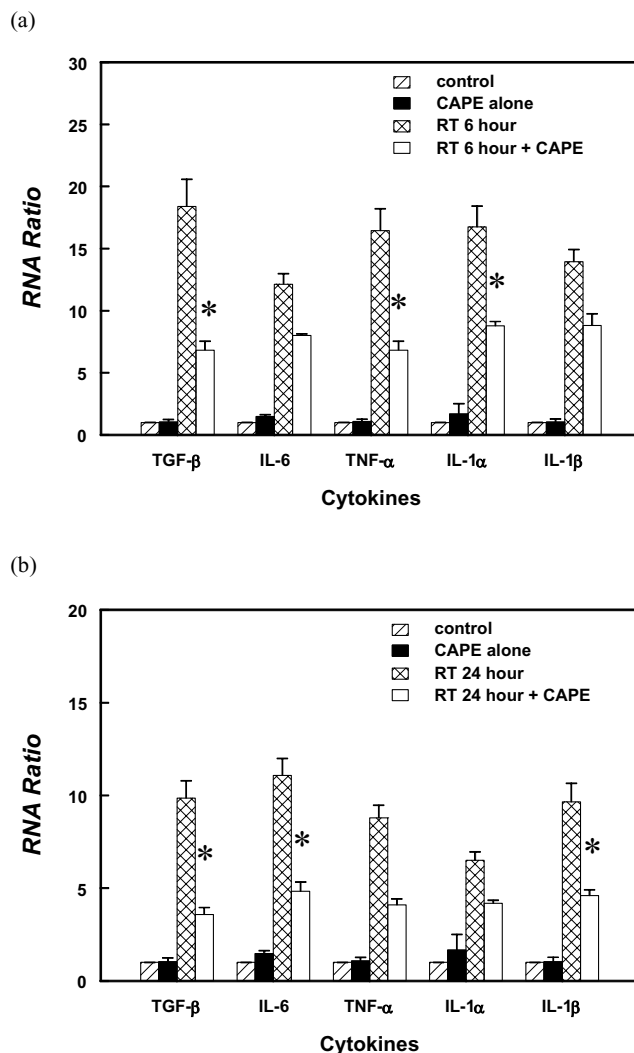 (a)
30
25
20
15
10
5
0
RNA Ratio
control
CAPE alone
RT 6 hour
RT 6 hour + CAPE
*
*
*
TGF-β IL-6 TNF-α IL-1α IL-1β
Cytokines
(b)
20
15
10
5
0
RNA Ratio
control
CAPE alone
RT 24 hour
RT 24 hour + CAPE
*
*
*
TGF-β IL-6 TNF-α IL-1α IL-1β
Cytokines